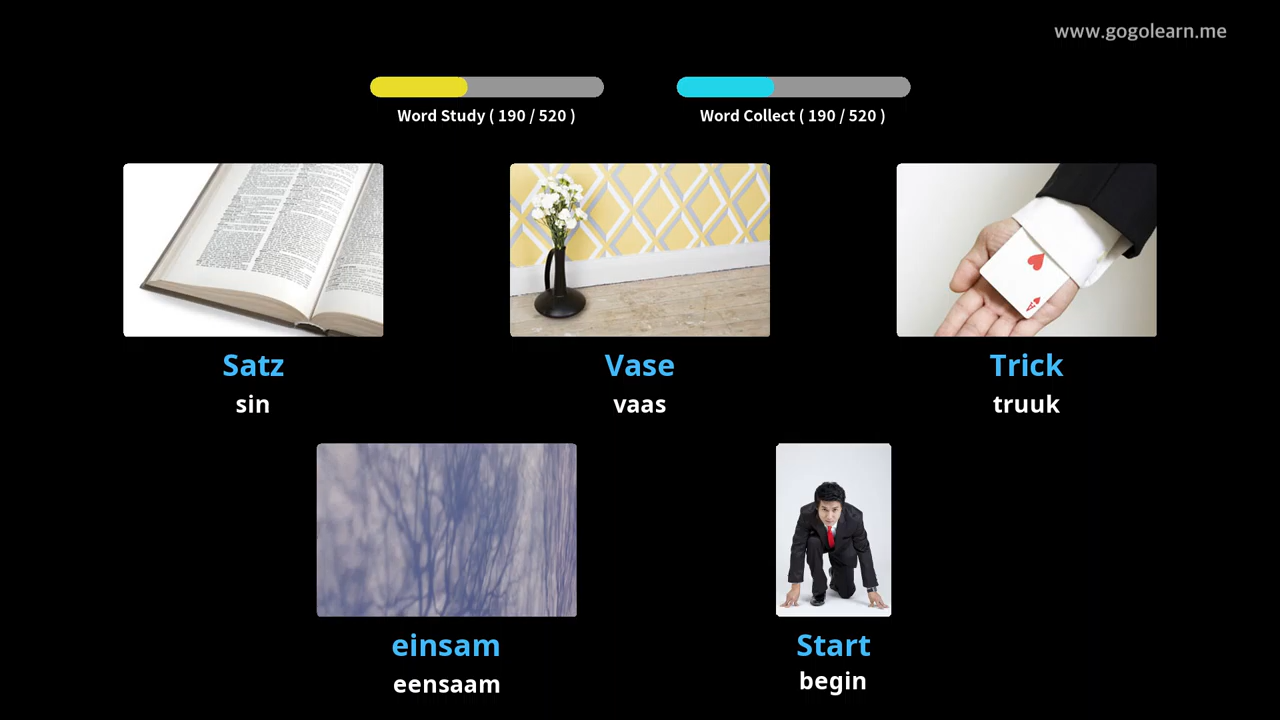 www.gogolearn.me
Word Study ( 190 / 520 )
Word Collect ( 190 / 520 )
Satz
sin
Vase
vaas
Trick
truuk
einsam
eensaam
Start
begin